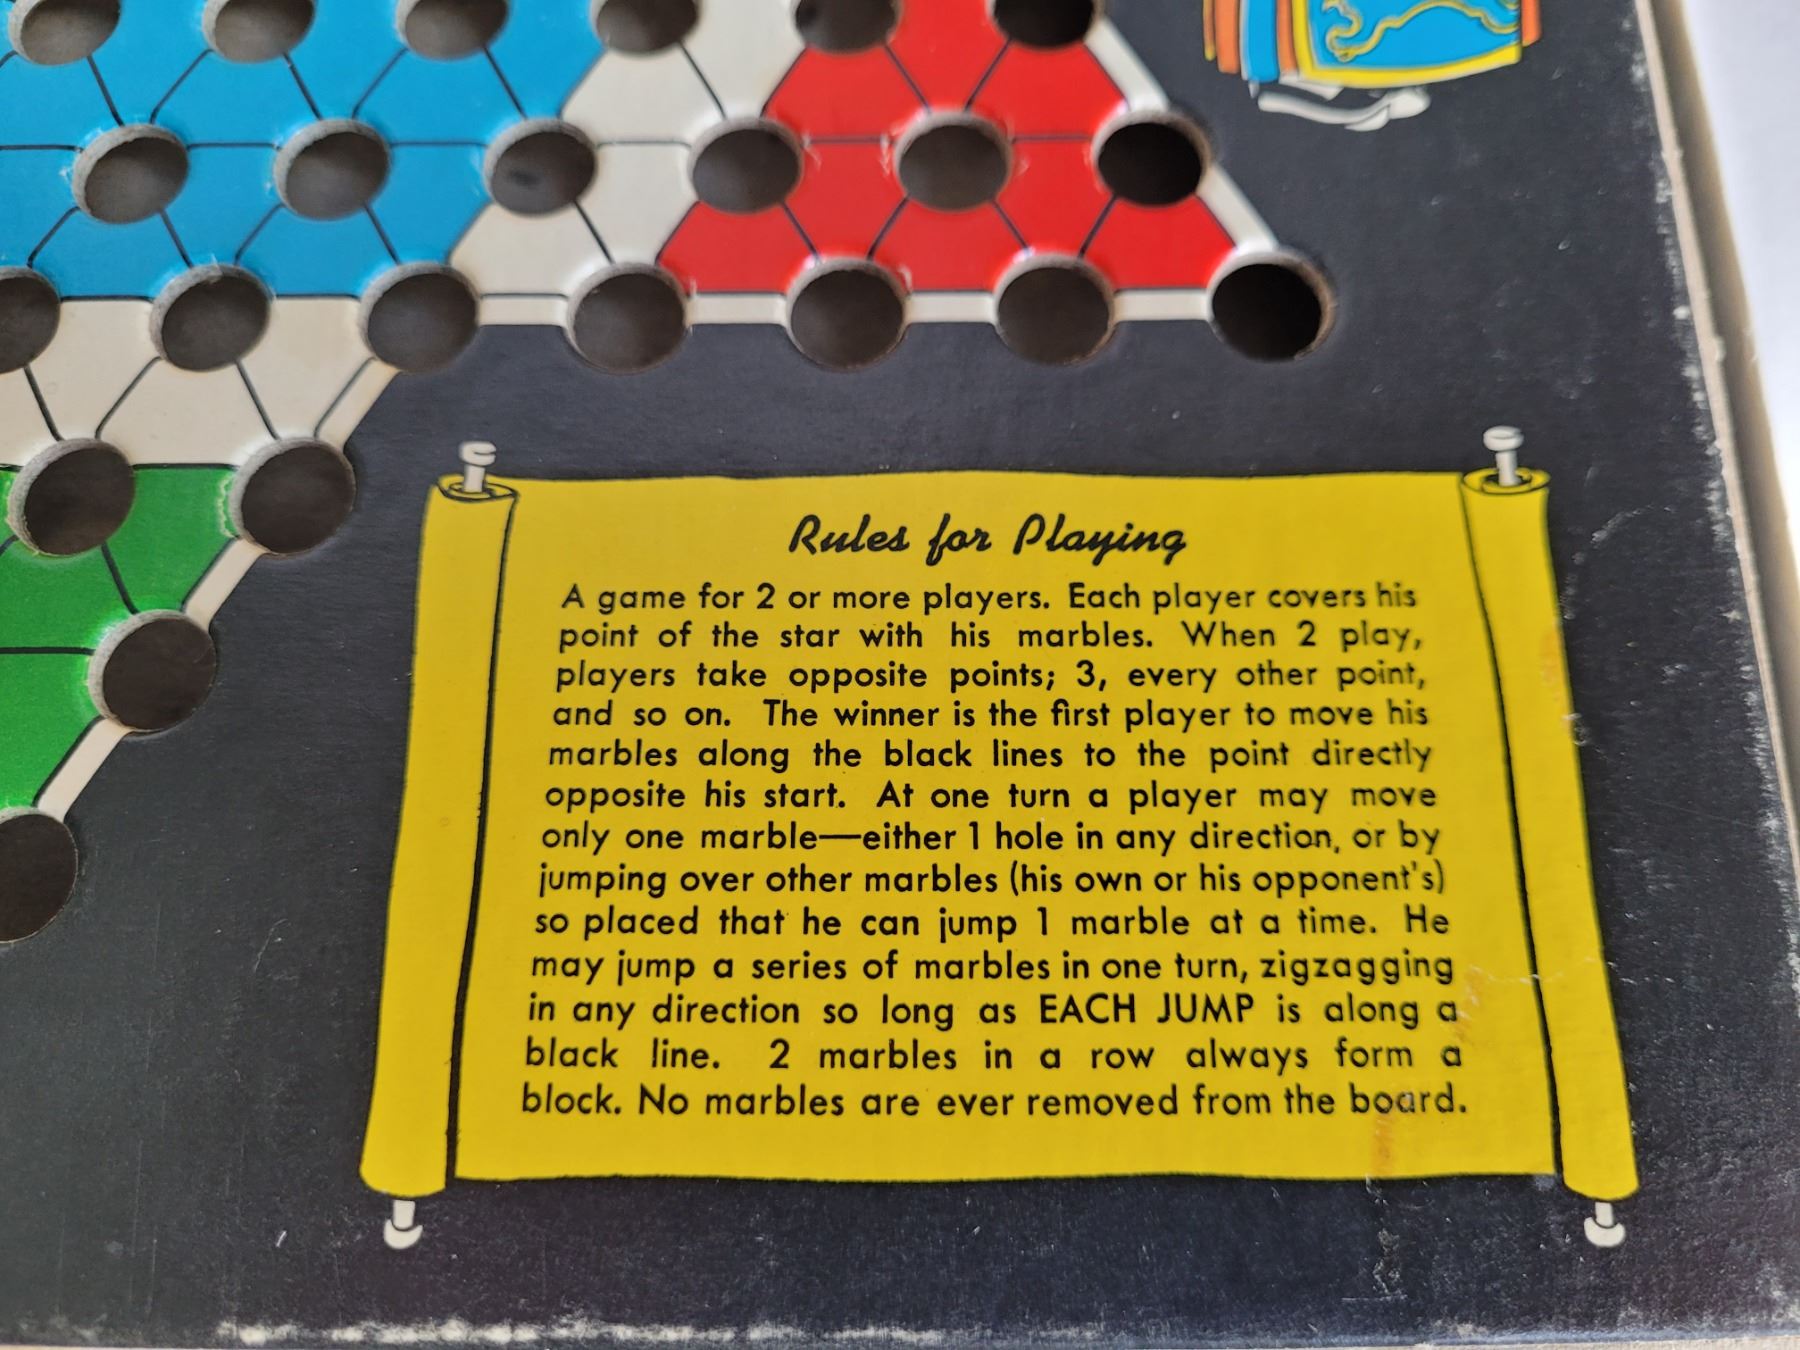 Rules for Playing
A game for 2 or more players. Each player covers his
point of the star with his marbles. When 2 play,
players take opposite points; 3, every other point,
and so on. The winner is the first player to move his
marbles along the black lines to the point directly
opposite his start. At one turn a player may move
only one marble—either 1 hole in any direction, or by
jumping over other marbles (his own or his opponent's)
so placed that he can jump 1 marble at a time. He
may jump a series of marbles in one turn, zigzagging
in any direction so long as EACH JUMP is along a
black line. 2 marbles in a row always form a
block. No marbles are ever removed from the board.